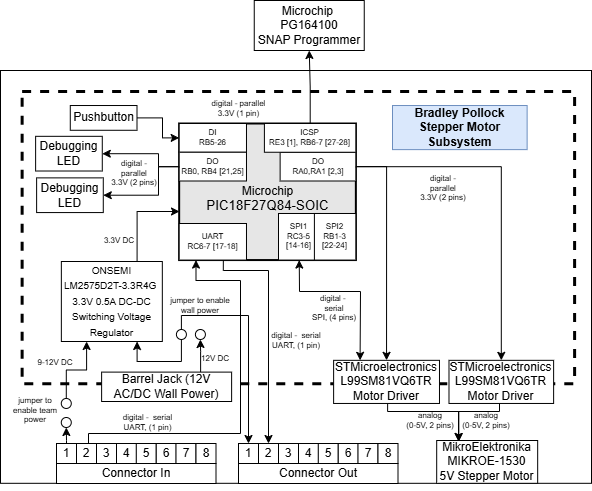 Microchip
PG164100
SNAP Programmer
digital - parallel
3.3V (1 pin)
Bradley Pollock
Stepper Motor
Subsystem
Pushbutton
DI
RB5-26
ICSP
RE3 [1], RB6-7 [27-28]
Debugging
LED
digital -
parallel
3.3V (2 pins)
DO
RB0, RB4 [21,25]
DO
RA0,RA1 [2,3]
digital -
parallel
3.3V (2 pins)
Debugging
LED
Microchip
PIC18F27Q84-SOIC
3.3V DC
UART
RC6-7 [17-18]
SPI1
RC3-5
[14-16]
SPI2
RB1-3
[22-24]
ONSEMI
LM2575D2T-3.3R4G
3.3V 0.5A DC-DC
Switching Voltage
Regulator
jumper to enable
wall power
digital -
serial
SPI, (4 pins)
digital - serial
UART, (1 pin)
9-12V DC
12V DC
Barrel Jack (12V
AC/DC Wall Power)
STMicroelectronics
L99SM81VQ6TR
Motor Driver
STMicroelectronics
L99SM81VQ6TR
Motor Driver
jumper to
enable team
power
digital - serial
UART, (1 pin)
analog
(0-5V, 2 pins)
analog
(0-5V, 2 pins)
1 2 3 4 5 6 7 8
Connector In
1 2 3 4 5 6 7 8
Connector Out
MikroElektronika
MIKROE-1530
5V Stepper Motor